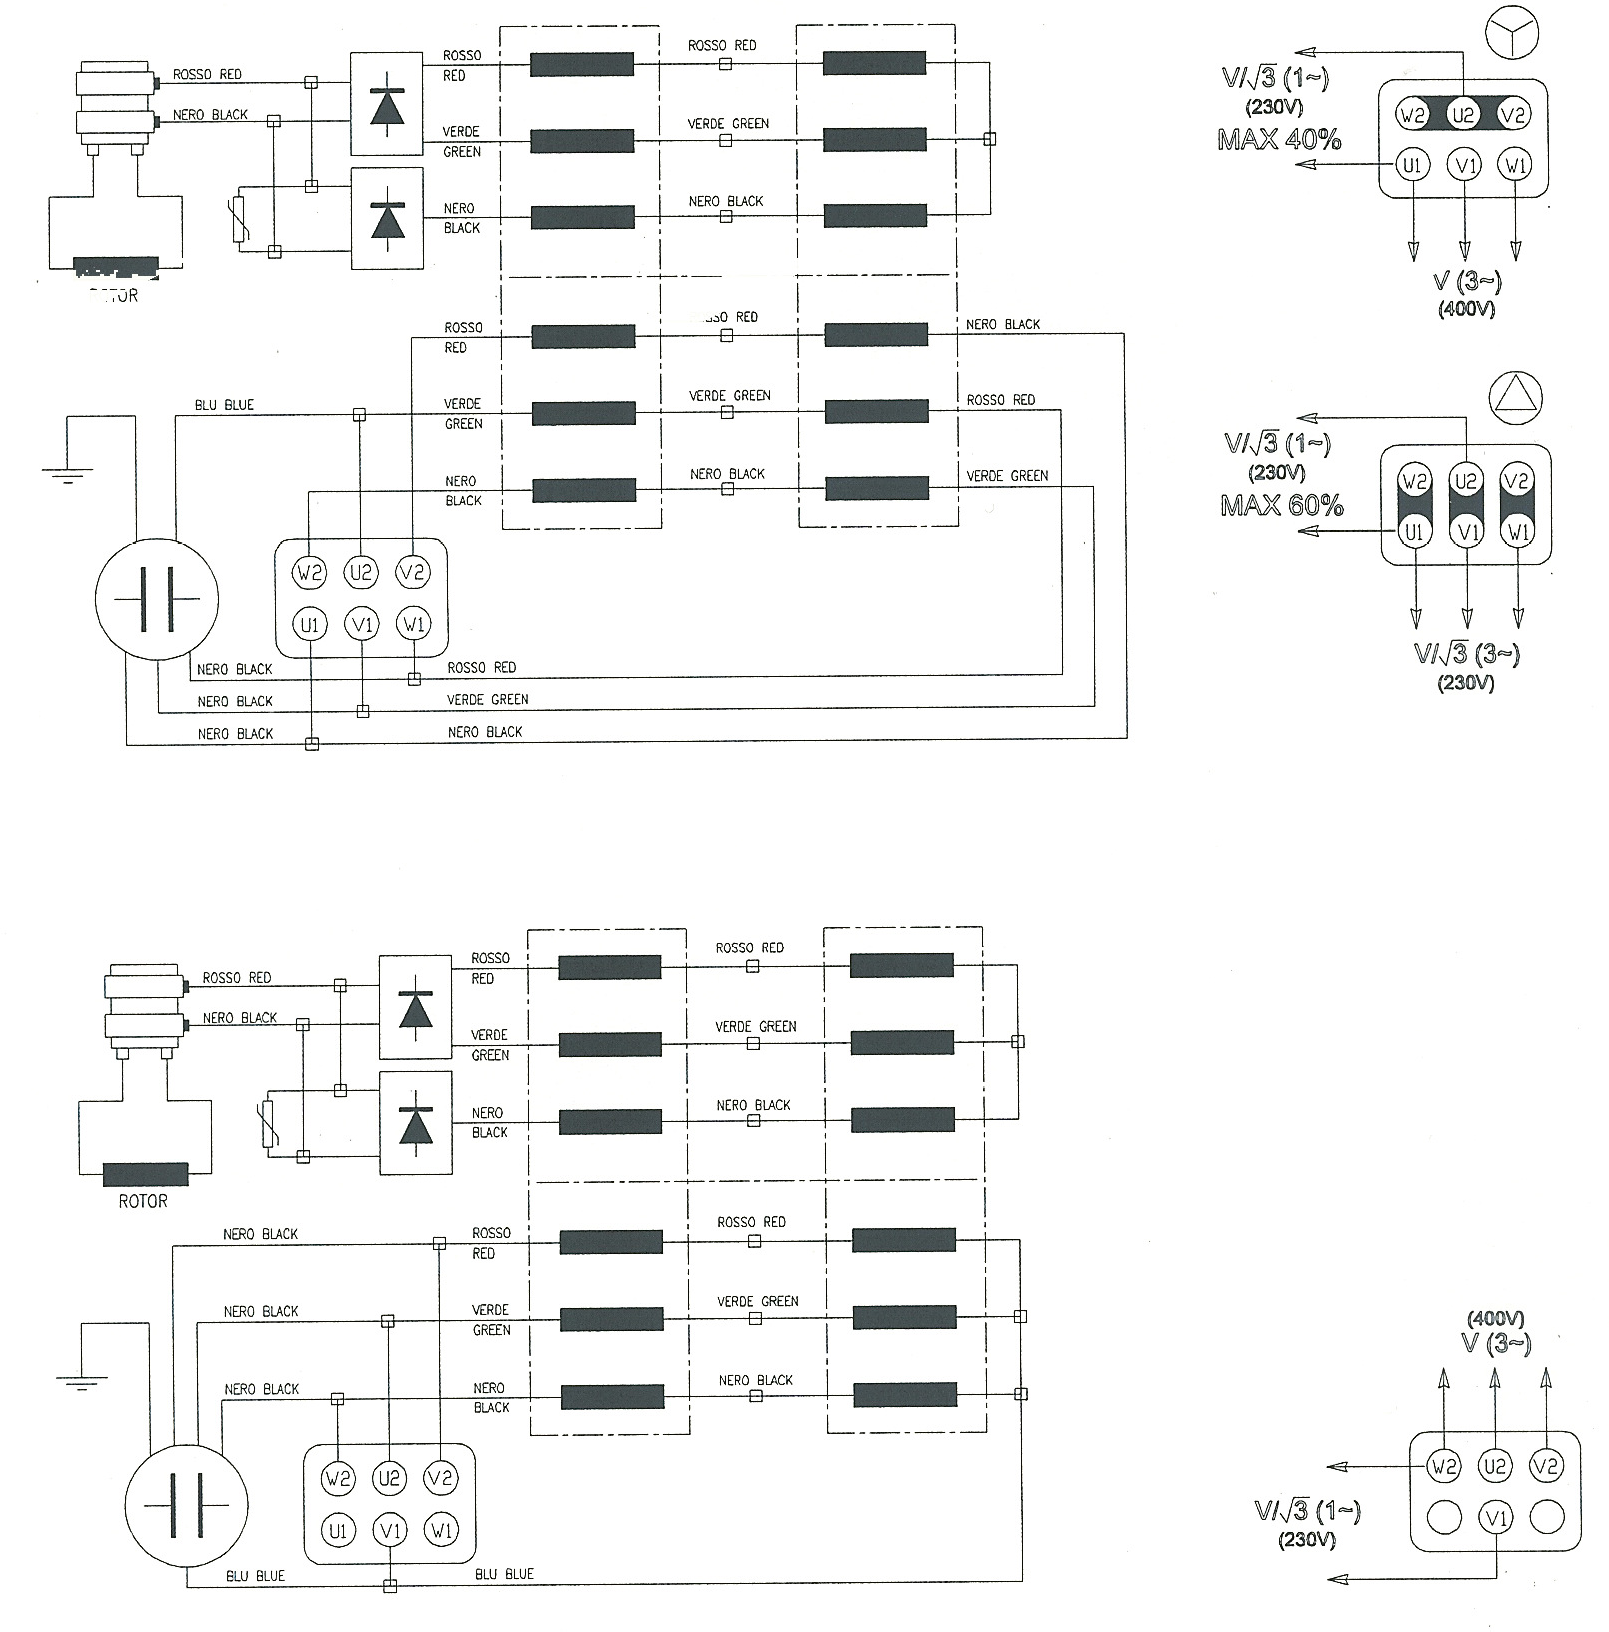 ROSSO RED
NERO BLACK
ROSSO
RED
VERDE
GREEN
NERO
BLACK
ROSSO RED
VERDE GREEN
NERO BLACK
ROSSO
RED
RED
NERO BLACK
BLU BLUE
VERDE
GREEN
VERDE GREEN
ROSSO RED
NERO
BLACK
NERO BLACK
VERDE GREEN
W2 U2 V2
U1 V1 W1
NERO BLACK
ROSSO RED
NERO BLACK
VERDE GREEN
NERO BLACK
NERO BLACK
V/√3 (1~)
(230V)
MAX 40%
W2 U2 V2
U1 V1 W1
V (3~)
(400V)
V/√3 (1~)
(230V)
MAX 60%
W2 U2 V2
U1 V1 W1
V/√3 (3~)
(230V)
ROSSO RED
NERO BLACK
ROTOR
ROSSO
RED
VERDE
GREEN
NERO
BLACK
ROSSO RED
VERDE GREEN
NERO BLACK
NERO BLACK
ROSSO
RED
ROSSO RED
NERO BLACK
VERDE
GREEN
VERDE GREEN
NERO BLACK
NERO
BLACK
NERO BLACK
W2 U2 V2
U1 V1 W1
BLU BLUE
BLU BLUE
(400V)
V (3~)
W2 U2 V2
V1
V/√3 (1~)
(230V)